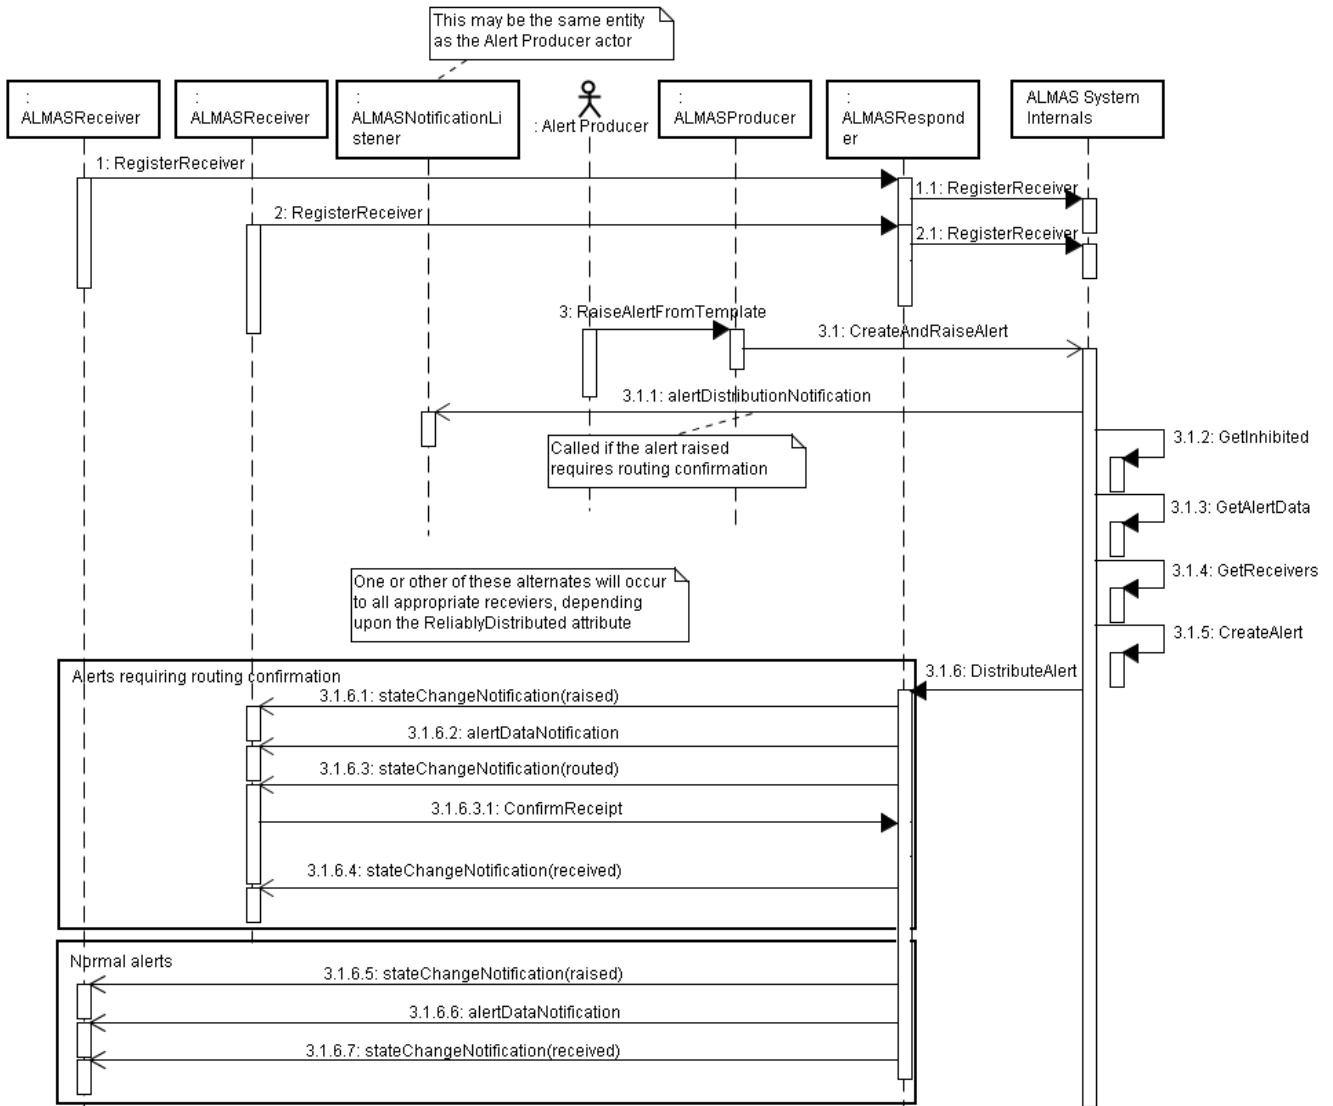 This may be the same entity
as the Alert Producer actor
:
ALMASReceiver
:
ALMASReceiver
:
ALMASNotificationLi
stener
: Alert Producer
:
ALMASProducer
:
ALMASRespond
er
ALMAS System
Internals
1: RegisterReceiver
1.1: RegisterReceiver
2: RegisterReceiver
2.1: RegisterReceiver
3: RaiseAlertFromTemplate
3.1: CreateAndRaiseAlert
3.1.1: alertDistributionNotification
Called if the alert raised
requires routing confirmation
3.1.2: GetInhibited
3.1.3: GetAlertData
3.1.4: GetReceivers
One or other of these alternates will occur
to all appropriate receviers, depending
upon the ReliablyDistributed attribute
3.1.5: CreateAlert
3.1.6: DistributeAlert
Alerts requiring routing confirmation
3.1.6.1: stateChangeNotification(raised)
3.1.6.2: alertDataNotification
3.1.6.3: stateChangeNotification(routed)
3.1.6.3.1: ConfirmReceipt
3.1.6.4: stateChangeNotification(received)
Normal alerts
3.1.6.5: stateChangeNotification(raised)
3.1.6.6: alertDataNotification
3.1.6.7: stateChangeNotification(received)